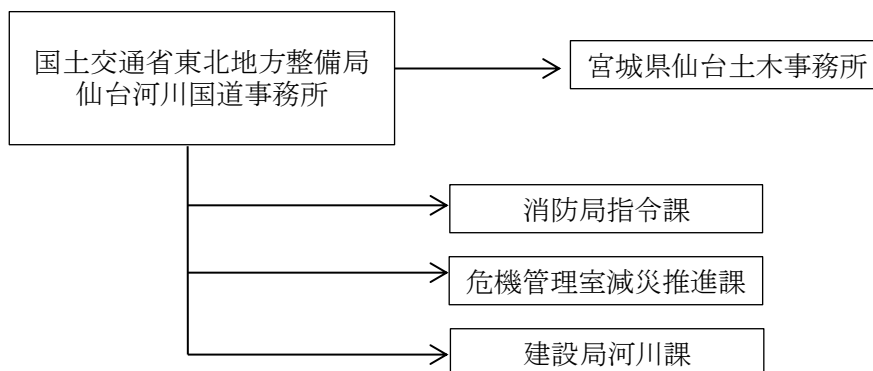 国土交通省東北地方整備局
仙台河川国道事務所
宮城県仙台土木事務所
消防局指令課
危機管理室減災推進課
建設局河川課